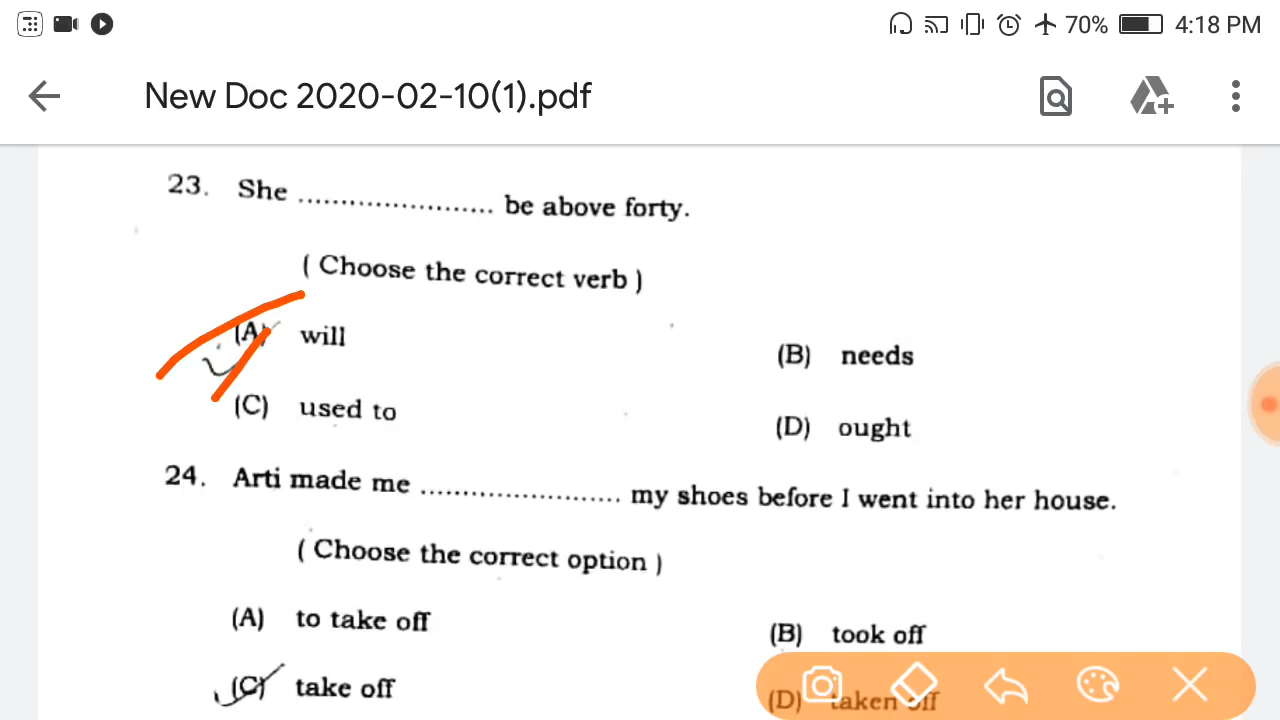 70% 4:18 PM
New Doc 2020-02-10(1).pdf
23. She ....................... be above forty.
( Choose the correct verb )
(A) will
(B) needs
(C) used to
(D) ought
24. Arti made me ....................... my shoes before I went into her house.
( Choose the correct option )
(A) to take off
(B) took off
(C) take off
(D) taken off